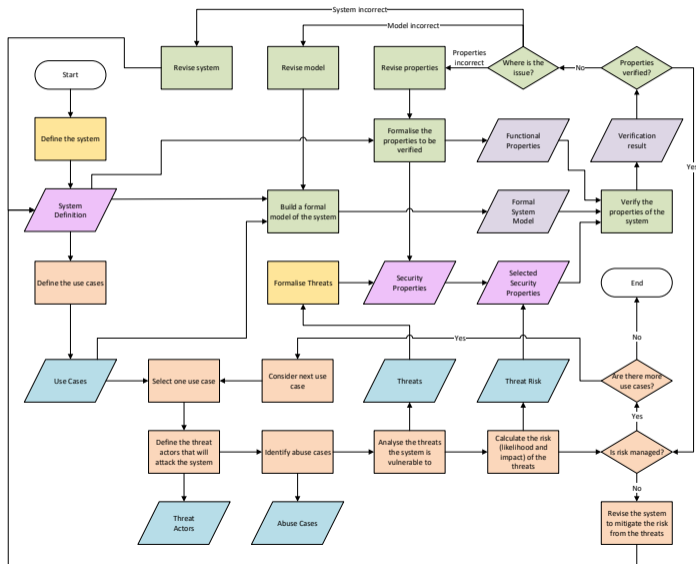 System incorrect
Model incorrect
Start
Revise system
Revise model
Revise properties
Properties
incorrect
Where is the
issue?
No
Properties
verified?
Define the system
Formalise the
properties to be
verified
Functional
Properties
Verification
result
Yes
System
Definition
Build a formal
model of the system
Formal
System
Model
Verify the
properties of the
system
Define the use cases
Formalise Threats
Security
Properties
Selected
Security
Properties
End
Yes
No
Use Cases
Select one use case
Consider next use
case
Threats
Threat Risk
Are there more
use cases?
Yes
Define the threat
actors that will
attack the system
Identify abuse cases
Analyse the threats
the system is
vulnerable to
Calculate the risk
(likelihood and
impact) of the
threats
Is risk managed?
No
Threat
Actors
Abuse Cases
Revise the system
to mitigate the risk
from the threats